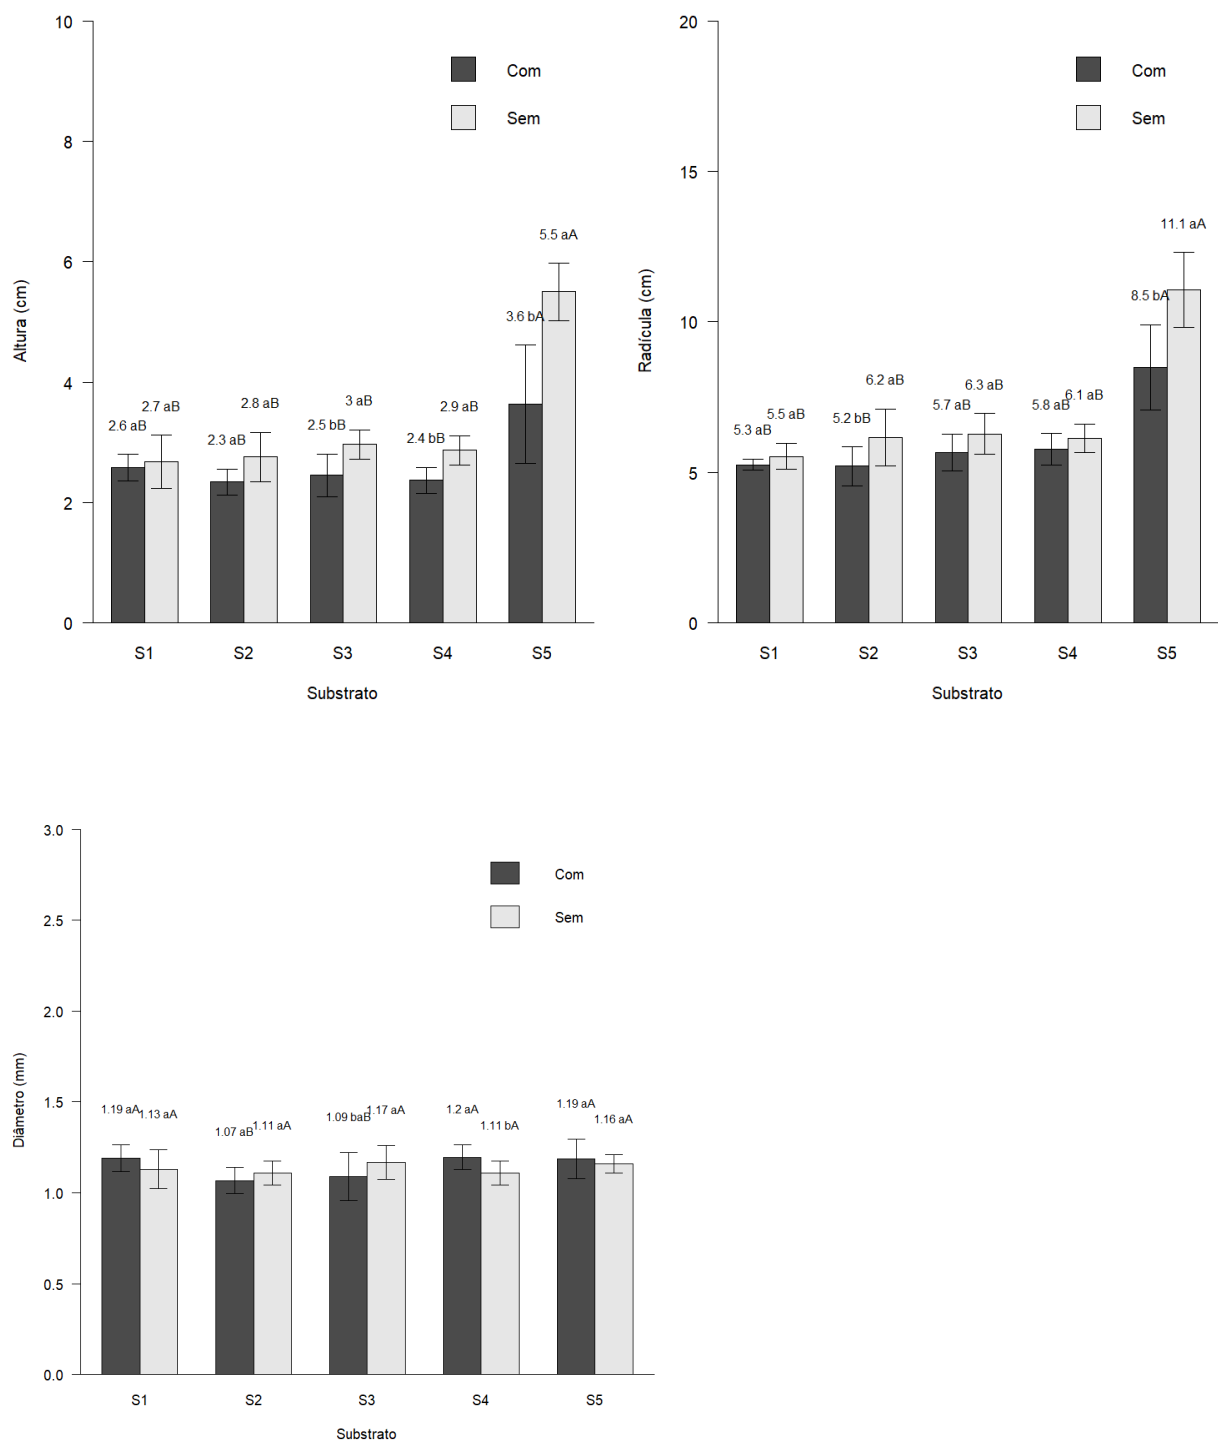 10
8
6
4
2
0
Altura (cm)
Com
Sem
2.6 aB
2.7 aB
2.3 aB
2.8 aB
2.5 bB
3 aB
2.4 bB
2.9 aB
3.6 bA
5.5 aA
S1
S2
S3
S4
S5
Substrato
20
15
10
5
0
Radícula (cm)
Com
Sem
5.3 aB
5.5 aB
5.2 bB
6.2 aB
5.7 aB
6.3 aB
5.8 aB
6.1 aB
8.5 bA
11.1 aA
S1
S2
S3
S4
S5
Substrato
3.0
2.5
2.0
1.5
1.0
0.5
0.0
Diâmetro (mm)
Com
Sem
1.19 aA
1.13 aA
1.07 aB
1.11 aA
1.09 baB
1.17 aA
1.2 aA
1.11 bA
1.19 aA
1.16 aA
S1
S2
S3
S4
S5
Substrato